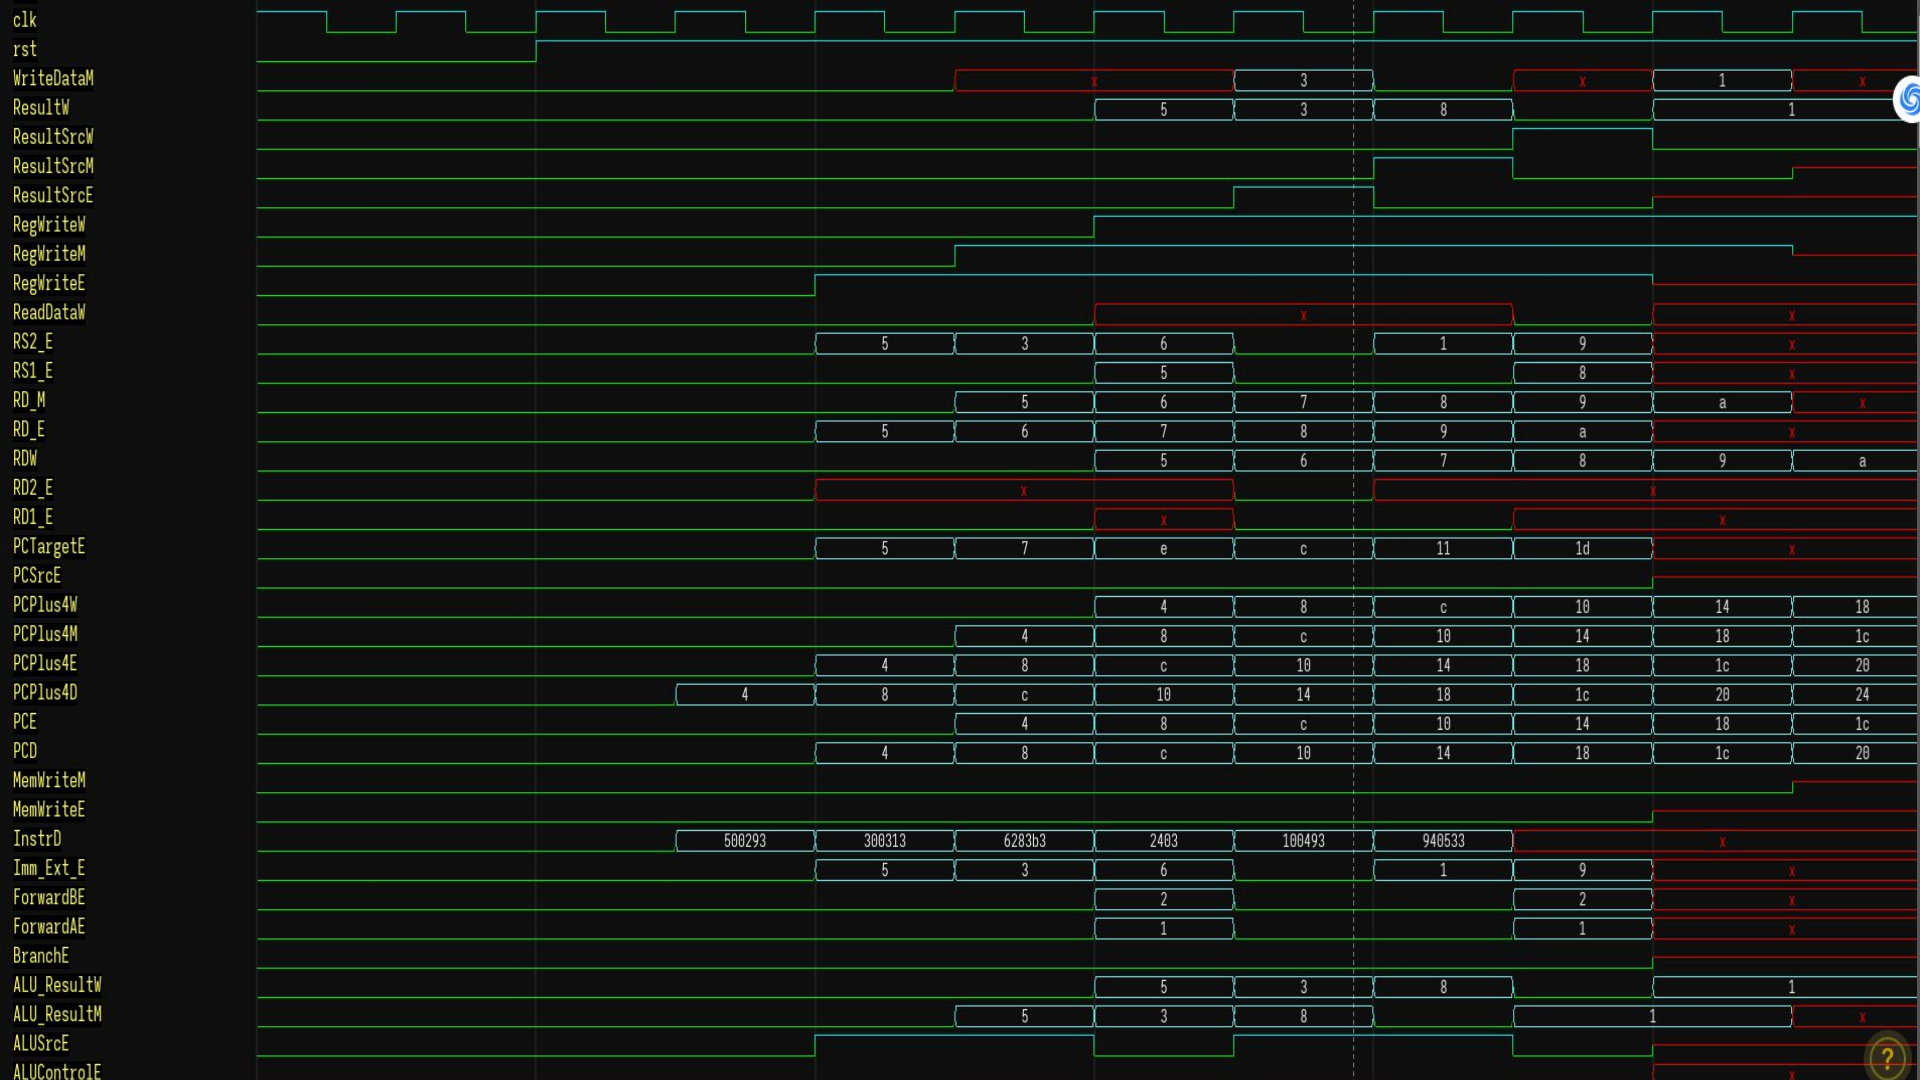 clk
rst
WriteDataM x 3 x 1 x
ResultW 5 3 8 1
ResultSrcW
ResultSrcM
ResultSrcE
RegWriteW
RegWriteM
RegWriteE
ReadDataW x x
RS2_E 5 3 6 1 9 x
RS1_E 5 8 x
RD_M 5 6 7 8 9 a x
RD_E 5 6 7 8 9 a x
RDW 5 6 7 8 9 a
RD2_E x x
RD1_E x x
PCTargetE 5 7 e c 11 1d x
PCSrcE
PCPlus4W 4 8 c 10 14 18
PCPlus4M 4 8 c 10 14 18 1c
PCPlus4E 4 8 c 10 14 18 1c 20
PCPlus4D 4 8 c 10 14 18 1c 20 24
PCE 4 8 c 10 14 18 1c
PCD 4 8 c 10 14 18 1c 20
MemWriteM
MemWriteE
InstrD 500293 300313 6283b3 2403 100493 940533 x
Imm_Ext_E 5 3 6 1 9 x
ForwardBE 2 2 x
ForwardAE 1 1 x
BranchE
ALU_ResultW 5 3 8 1
ALU_ResultM 5 3 8 1 x
ALUSrcE ?
ALUControlE x